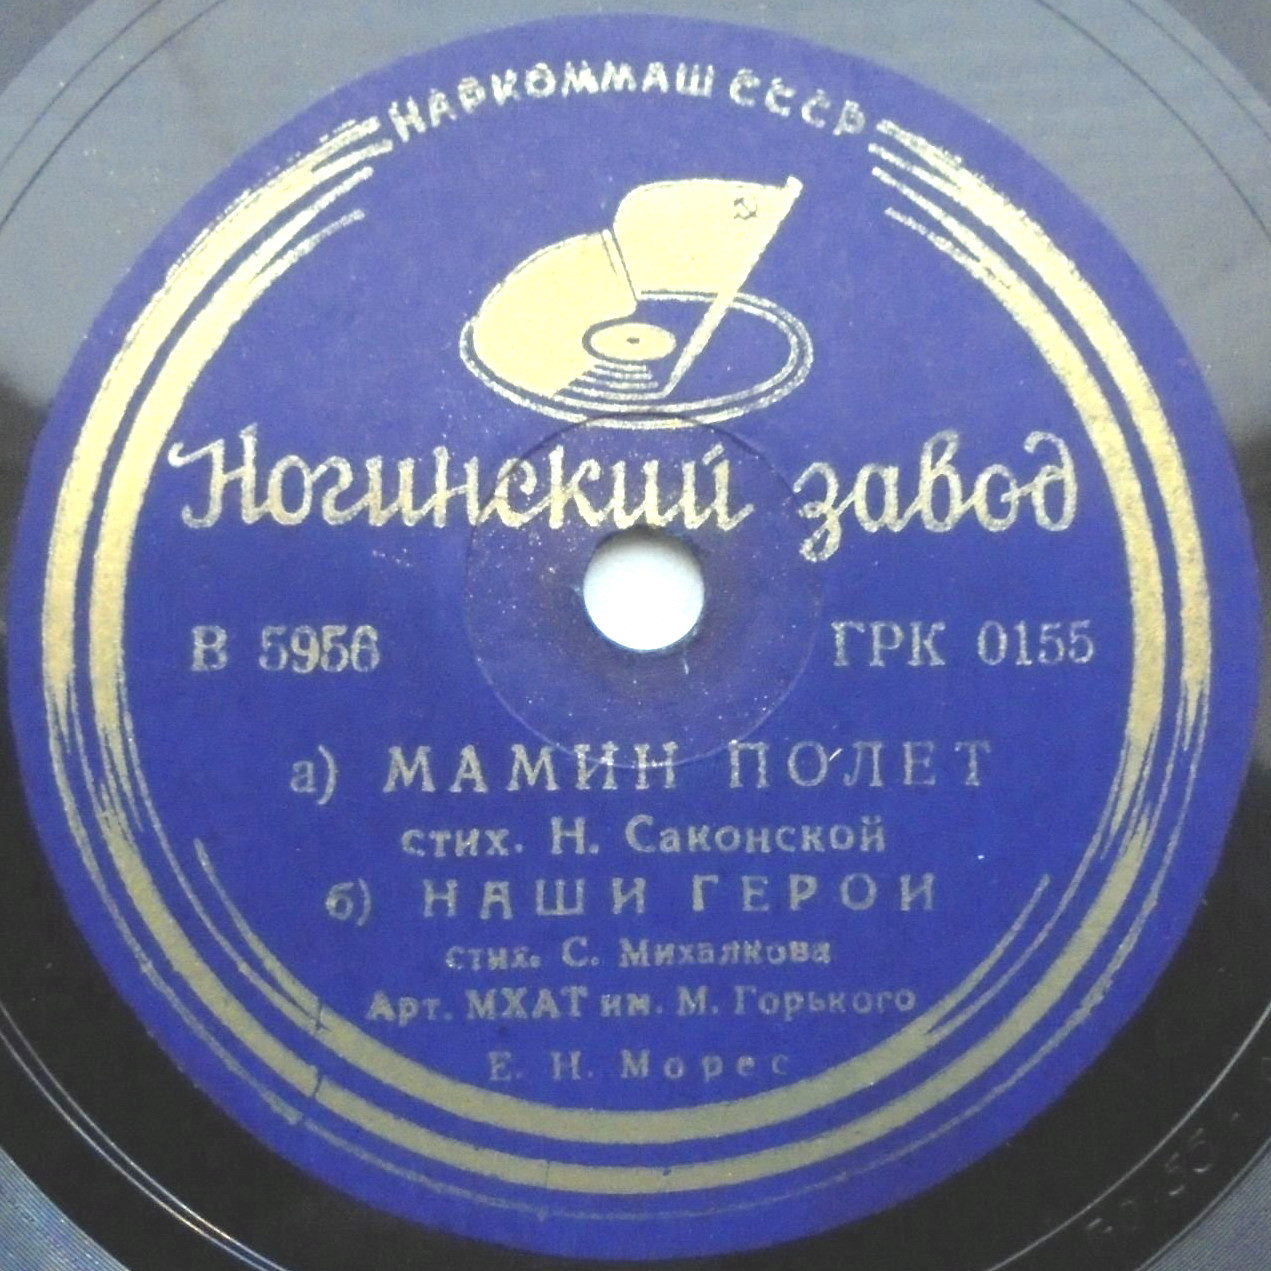 НАРКОММАШ СССР
Ногинский завод
В 5956 ГРК 0155
а) МАМИН ПОЛЕТ
стих. Н. Саконской
б) НАШИ ГЕРОИ
стих. С. Михалкова
Арт. МХАТ им. М. Горького
Е. Н. Морес